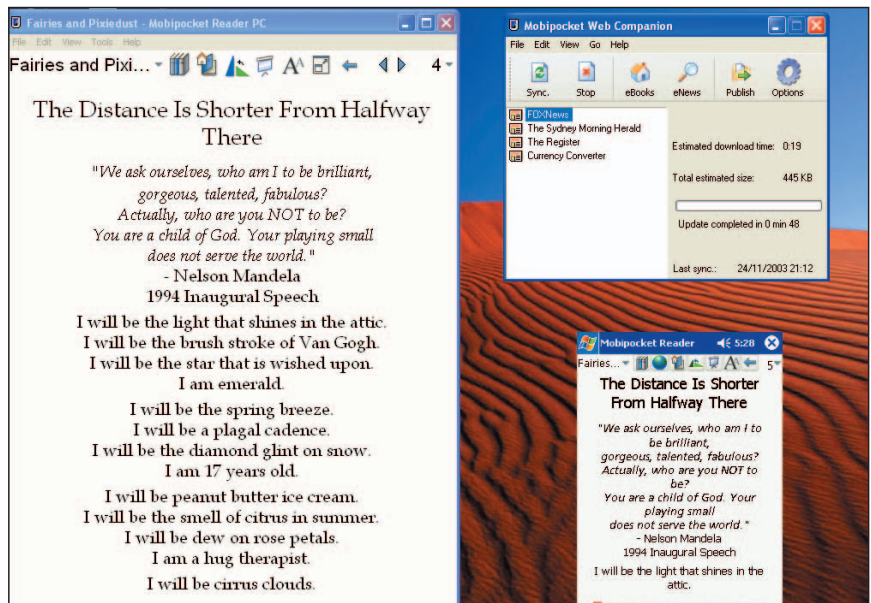 Fairies and Pixiedust - Mobipocket Reader PC
File Edit View Tools Help
Fairies and Pixi... 4
The Distance Is Shorter From Halfway
There
"We ask ourselves, who am I to be brilliant,
gorgeous, talented, fabulous?
Actually, who are you NOT to be?
You are a child of God. Your playing small
does not serve the world."
- Nelson Mandela
1994 Inaugural Speech
I will be the light that shines in the attic.
I will be the brush stroke of Van Gogh.
I will be the star that is wished upon.
I am emerald.
I will be the spring breeze.
I will be a plagal cadence.
I will be the diamond glint on snow.
I am 17 years old.
I will be peanut butter ice cream.
I will be the smell of citrus in summer.
I will be dew on rose petals.
I am a hug therapist.
I will be cirrus clouds.
Mobipocket Web Companion
File Edit View Go Help
Sync. Stop eBooks eNews Publish Options
FOXNews
The Sydney Morning Herald
The Register
Currency Converter
Estimated download time: 0:19
Total estimated size: 445 KB
Update completed in 0 min 48
Last sync.: 24/11/2003 21:12
Mobipocket Reader 5:28
Fairies... 5
The Distance Is Shorter
From Halfway There
"We ask ourselves, who am I to
be brilliant,
gorgeous, talented, fabulous?
Actually, who are you NOT to
be?
You are a child of God. Your
playing small
does not serve the world."
- Nelson Mandela
1994 Inaugural Speech
I will be the light that shines in the
attic.